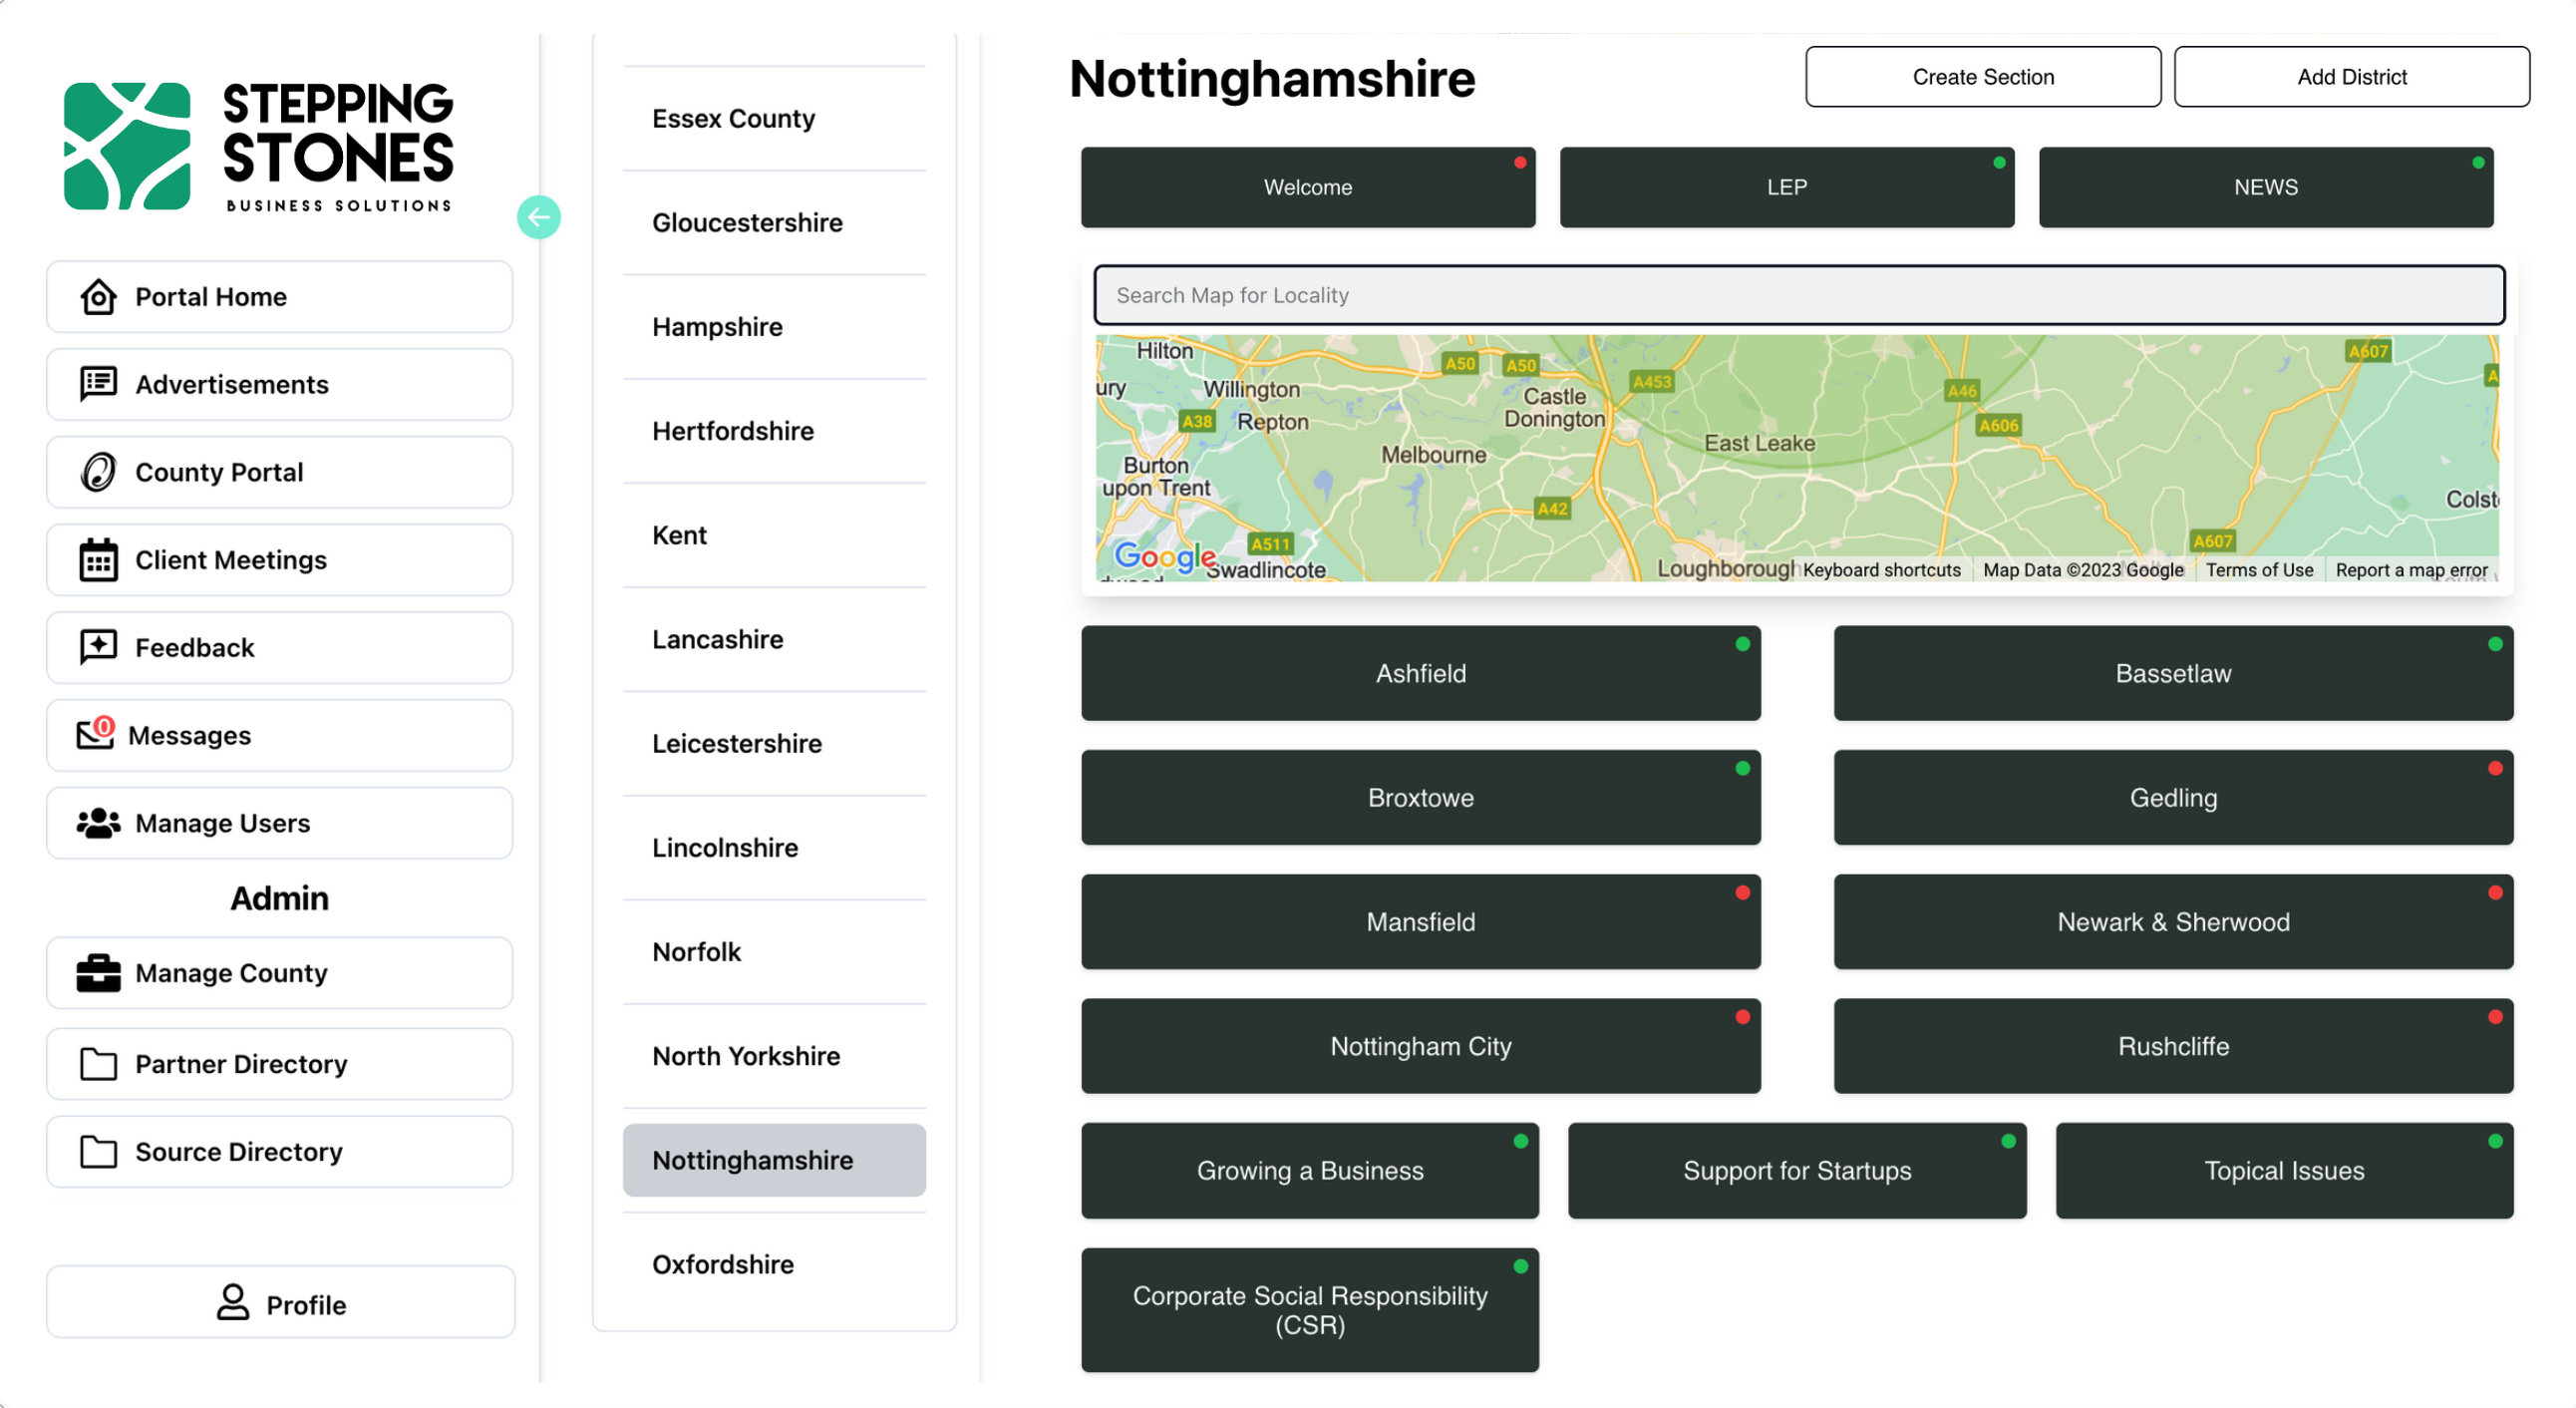 STEPPING
STONES
BUSINESS SOLUTIONS
Portal Home
Advertisements
County Portal
Client Meetings
Feedback
0
Messages
Manage Users
Admin
Manage County
Partner Directory
Source Directory
Profile
Essex County
Gloucestershire
Hampshire
Hertfordshire
Kent
Lancashire
Leicestershire
Lincolnshire
Norfolk
North Yorkshire
Nottinghamshire
Oxfordshire
Nottinghamshire
Create Section
Add District
Welcome
LEP
NEWS
Search Map for Locality
Hilton
A50
A50
A607
ury
Willington
A453
Castle
Donington
A46
A38
Repton
A606
East Leake
Melbourne
Burton
upon Trent
A42
Colst
A511
A607
Google
Swadlincote
Loughborough
Keyboard shortcuts
Map Data ©2023 Google
Terms of Use
Report a map error
Ashfield
Bassetlaw
Broxtowe
Gedling
Mansfield
Newark & Sherwood
Nottingham City
Rushcliffe
Growing a Business
Support for Startups
Topical Issues
Corporate Social Responsibility
(CSR)